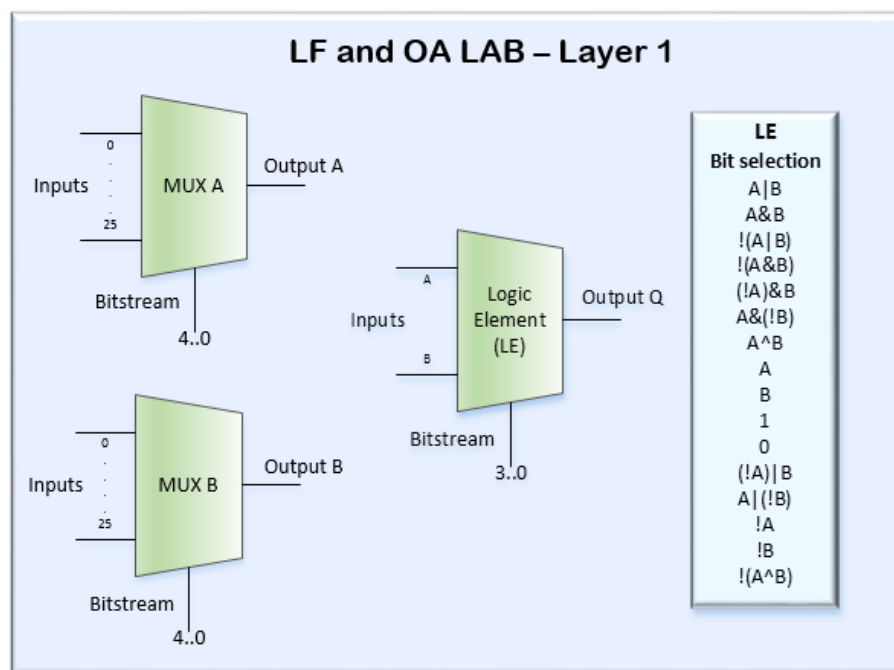 LF and OA LAB – Layer 1
0
.
.
.
.
25
Inputs
MUX A
Output A
Bitstream
4..0
0
.
.
.
.
25
Inputs
MUX B
Output B
Bitstream
4..0
A
B
Inputs
Logic
Element
(LE)
Output Q
Bitstream
3..0
LE
Bit selection
A|B
A&B
!(A|B)
!(A&B)
(!A)&B
A&(!B)
A^B
A
B
1
0
(!A)|B
A|(!B)
!A
!B
!(A^B)